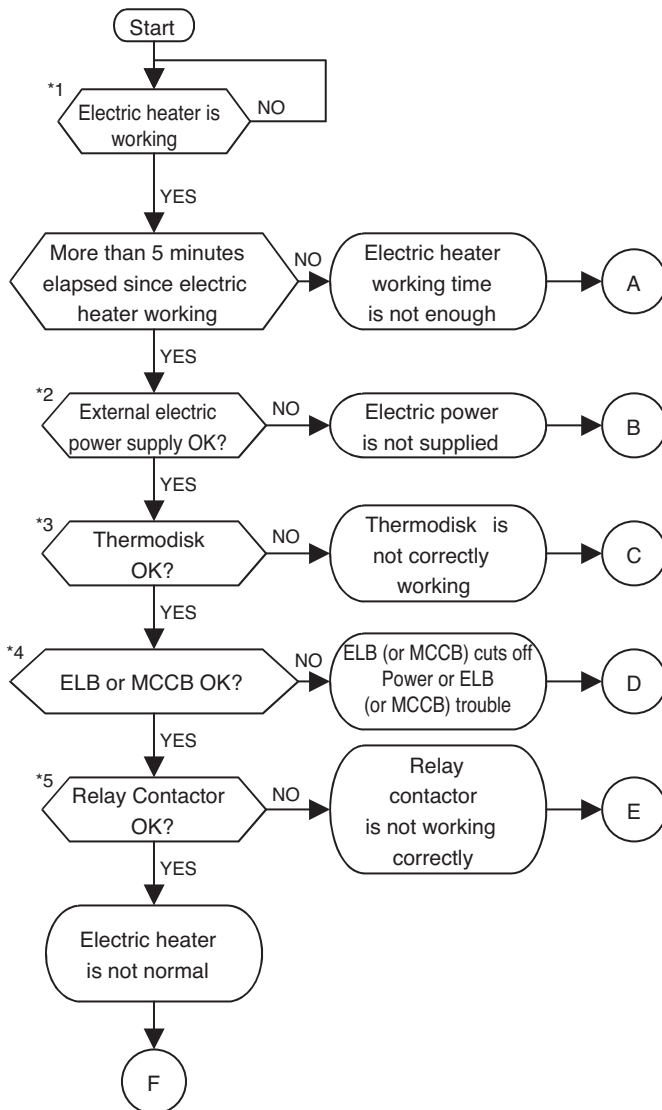 Start
*1
Electric heater is
working
NO
YES
More than 5 minutes
elapsed since electric
heater working
NO
Electric heater
working time
is not enough
A
YES
*2
External electric
power supply OK?
NO
Electric power
is not supplied
B
YES
*3
Thermodisk
OK?
NO
Thermodisk is
not correctly
working
C
YES
*4
ELB or MCCB OK?
NO
ELB (or MCCB) cuts off
Power or ELB
(or MCCB) trouble
D
YES
*5
Relay Contactor
OK?
NO
Relay
contactor
is not working
correctly
E
YES
Electric heater
is not normal
F